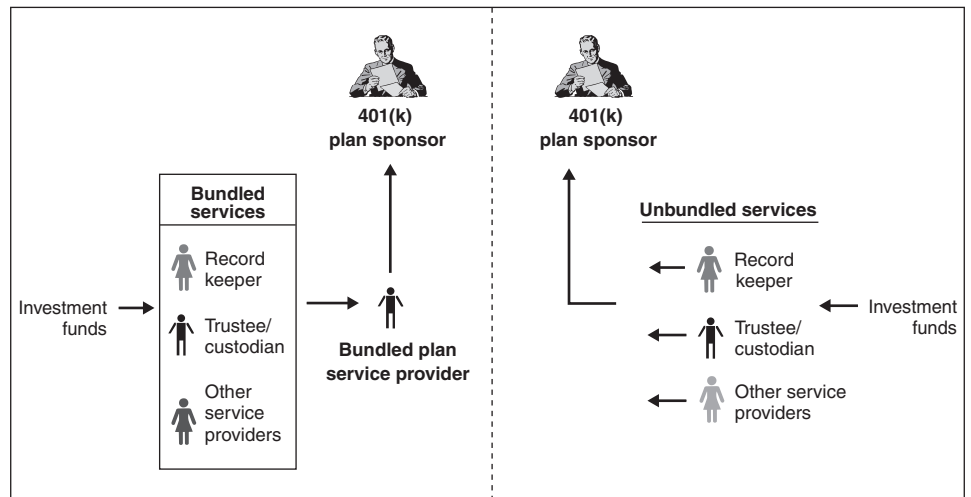 401(k)
plan sponsor
Bundled
services
Record
keeper
Investment
funds
Trustee/
custodian
Other
service
providers
Bundled plan
service provider
401(k)
plan sponsor
Unbundled services
Record
keeper
Trustee/
custodian
Other service
providers
Investment
funds